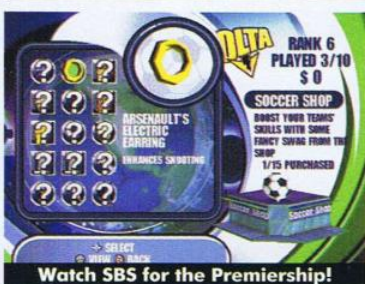 OLTA
RANK 6
PLAYED 3/10
$ 0
SOCCER SHOP
BOOST YOUR TEAMS'
SKILLS WITH SOME
FANCY SWAG FROM THE
SHOP
1/15 PURCHASED
ARSENAULT'S
ELECTRIC
EARRING
ENHANCES SHOOTING
Soccer Shop
Soccer Shop
SELECT
VIEW BACK
Watch SBS for the Premiership!